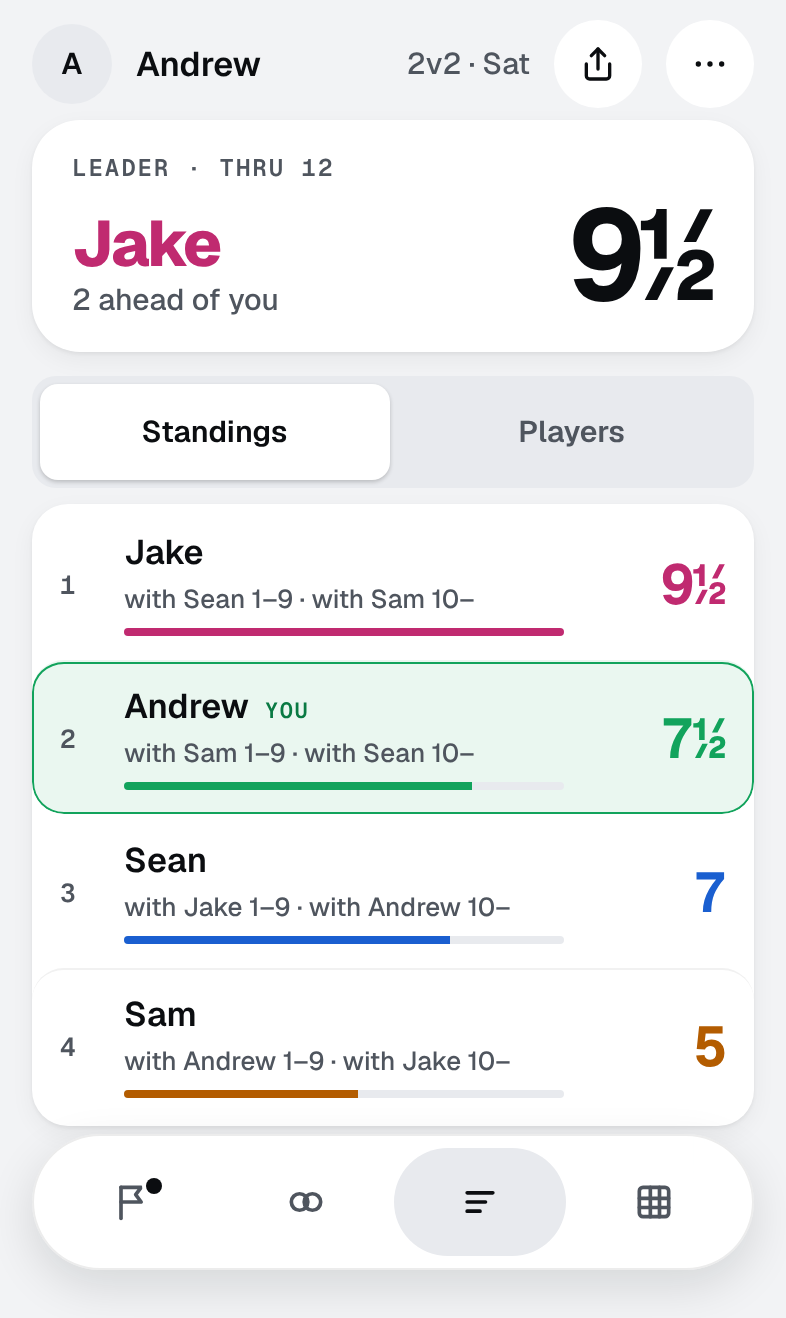 A Andrew 2v2 · Sat
LEADER · THRU 12
Jake 9½
2 ahead of you
Standings Players
Jake
1 with Sean 1–9 · with Sam 10– 9½
Andrew YOU
2 with Sam 1–9 · with Sean 10– 7½
Sean
3 with Jake 1–9 · with Andrew 10– 7
Sam
4 with Andrew 1–9 · with Jake 10– 5